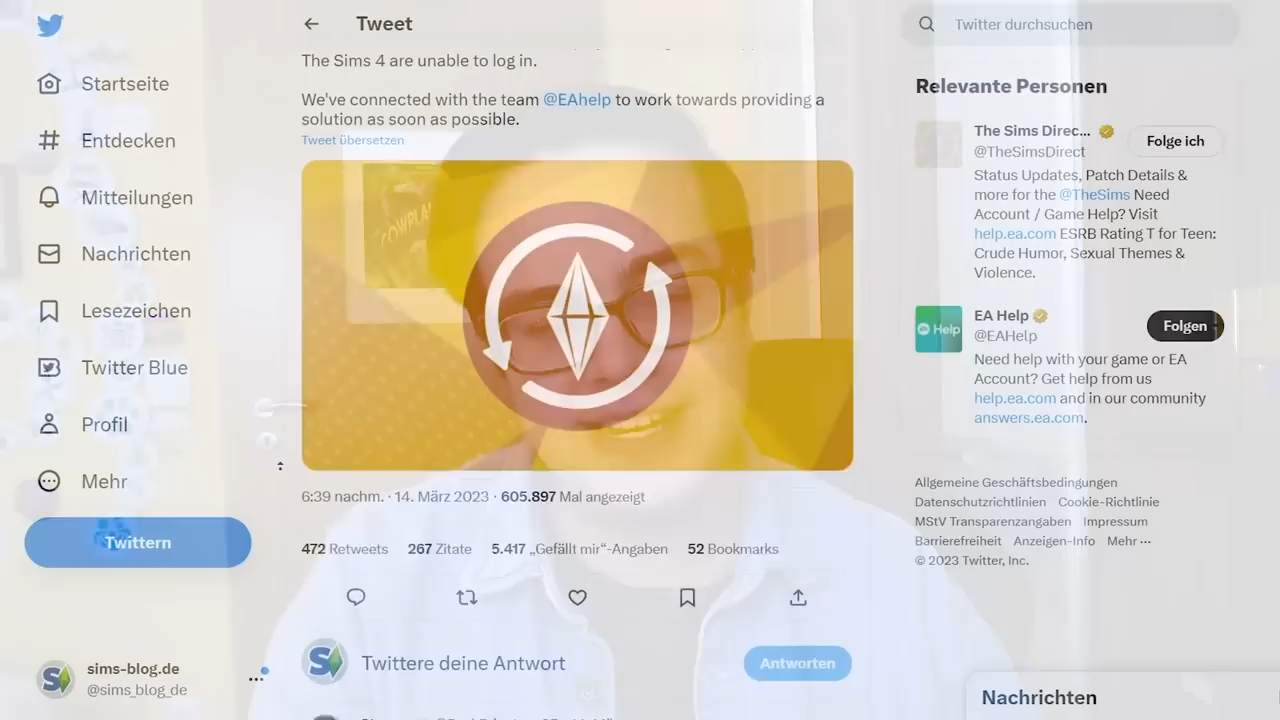 Startseite
Entdecken
Mitteilungen
Nachrichten
Lesezeichen
Twitter Blue
Profil
Mehr
Twittern
sims-blog.de
@sims_blog_de
Tweet
The Sims 4 are unable to log in.
We've connected with the team @EAhelp to work towards providing a
solution as soon as possible.
Tweet übersetzen
6:39 nachm. · 14. März 2023 · 605.897 Mal angezeigt
472 Retweets 267 Zitate 5.417 „Gefällt mir“-Angaben 52 Bookmarks
Twittere deine Antwort
Antworten
Twitter durchsuchen
Relevante Personen
The Sims Direc...
@TheSimsDirect
Folge ich
Status Updates, Patch Details &
more for the @TheSims Need
Account / Game Help? Visit
help.ea.com ESRB Rating T for Teen:
Crude Humor, Sexual Themes &
Violence.
Help
EA Help
@EAHelp
Folgen
Need help with your game or EA
Account? Get help from us
help.ea.com and in our community
answers.ea.com.
Allgemeine Geschäftsbedingungen
Datenschutzrichtlinien Cookie-Richtlinie
MStV Transparenzangaben Impressum
Barrierefreiheit Anzeigen-Info Mehr ···
© 2023 Twitter, Inc.
Nachrichten